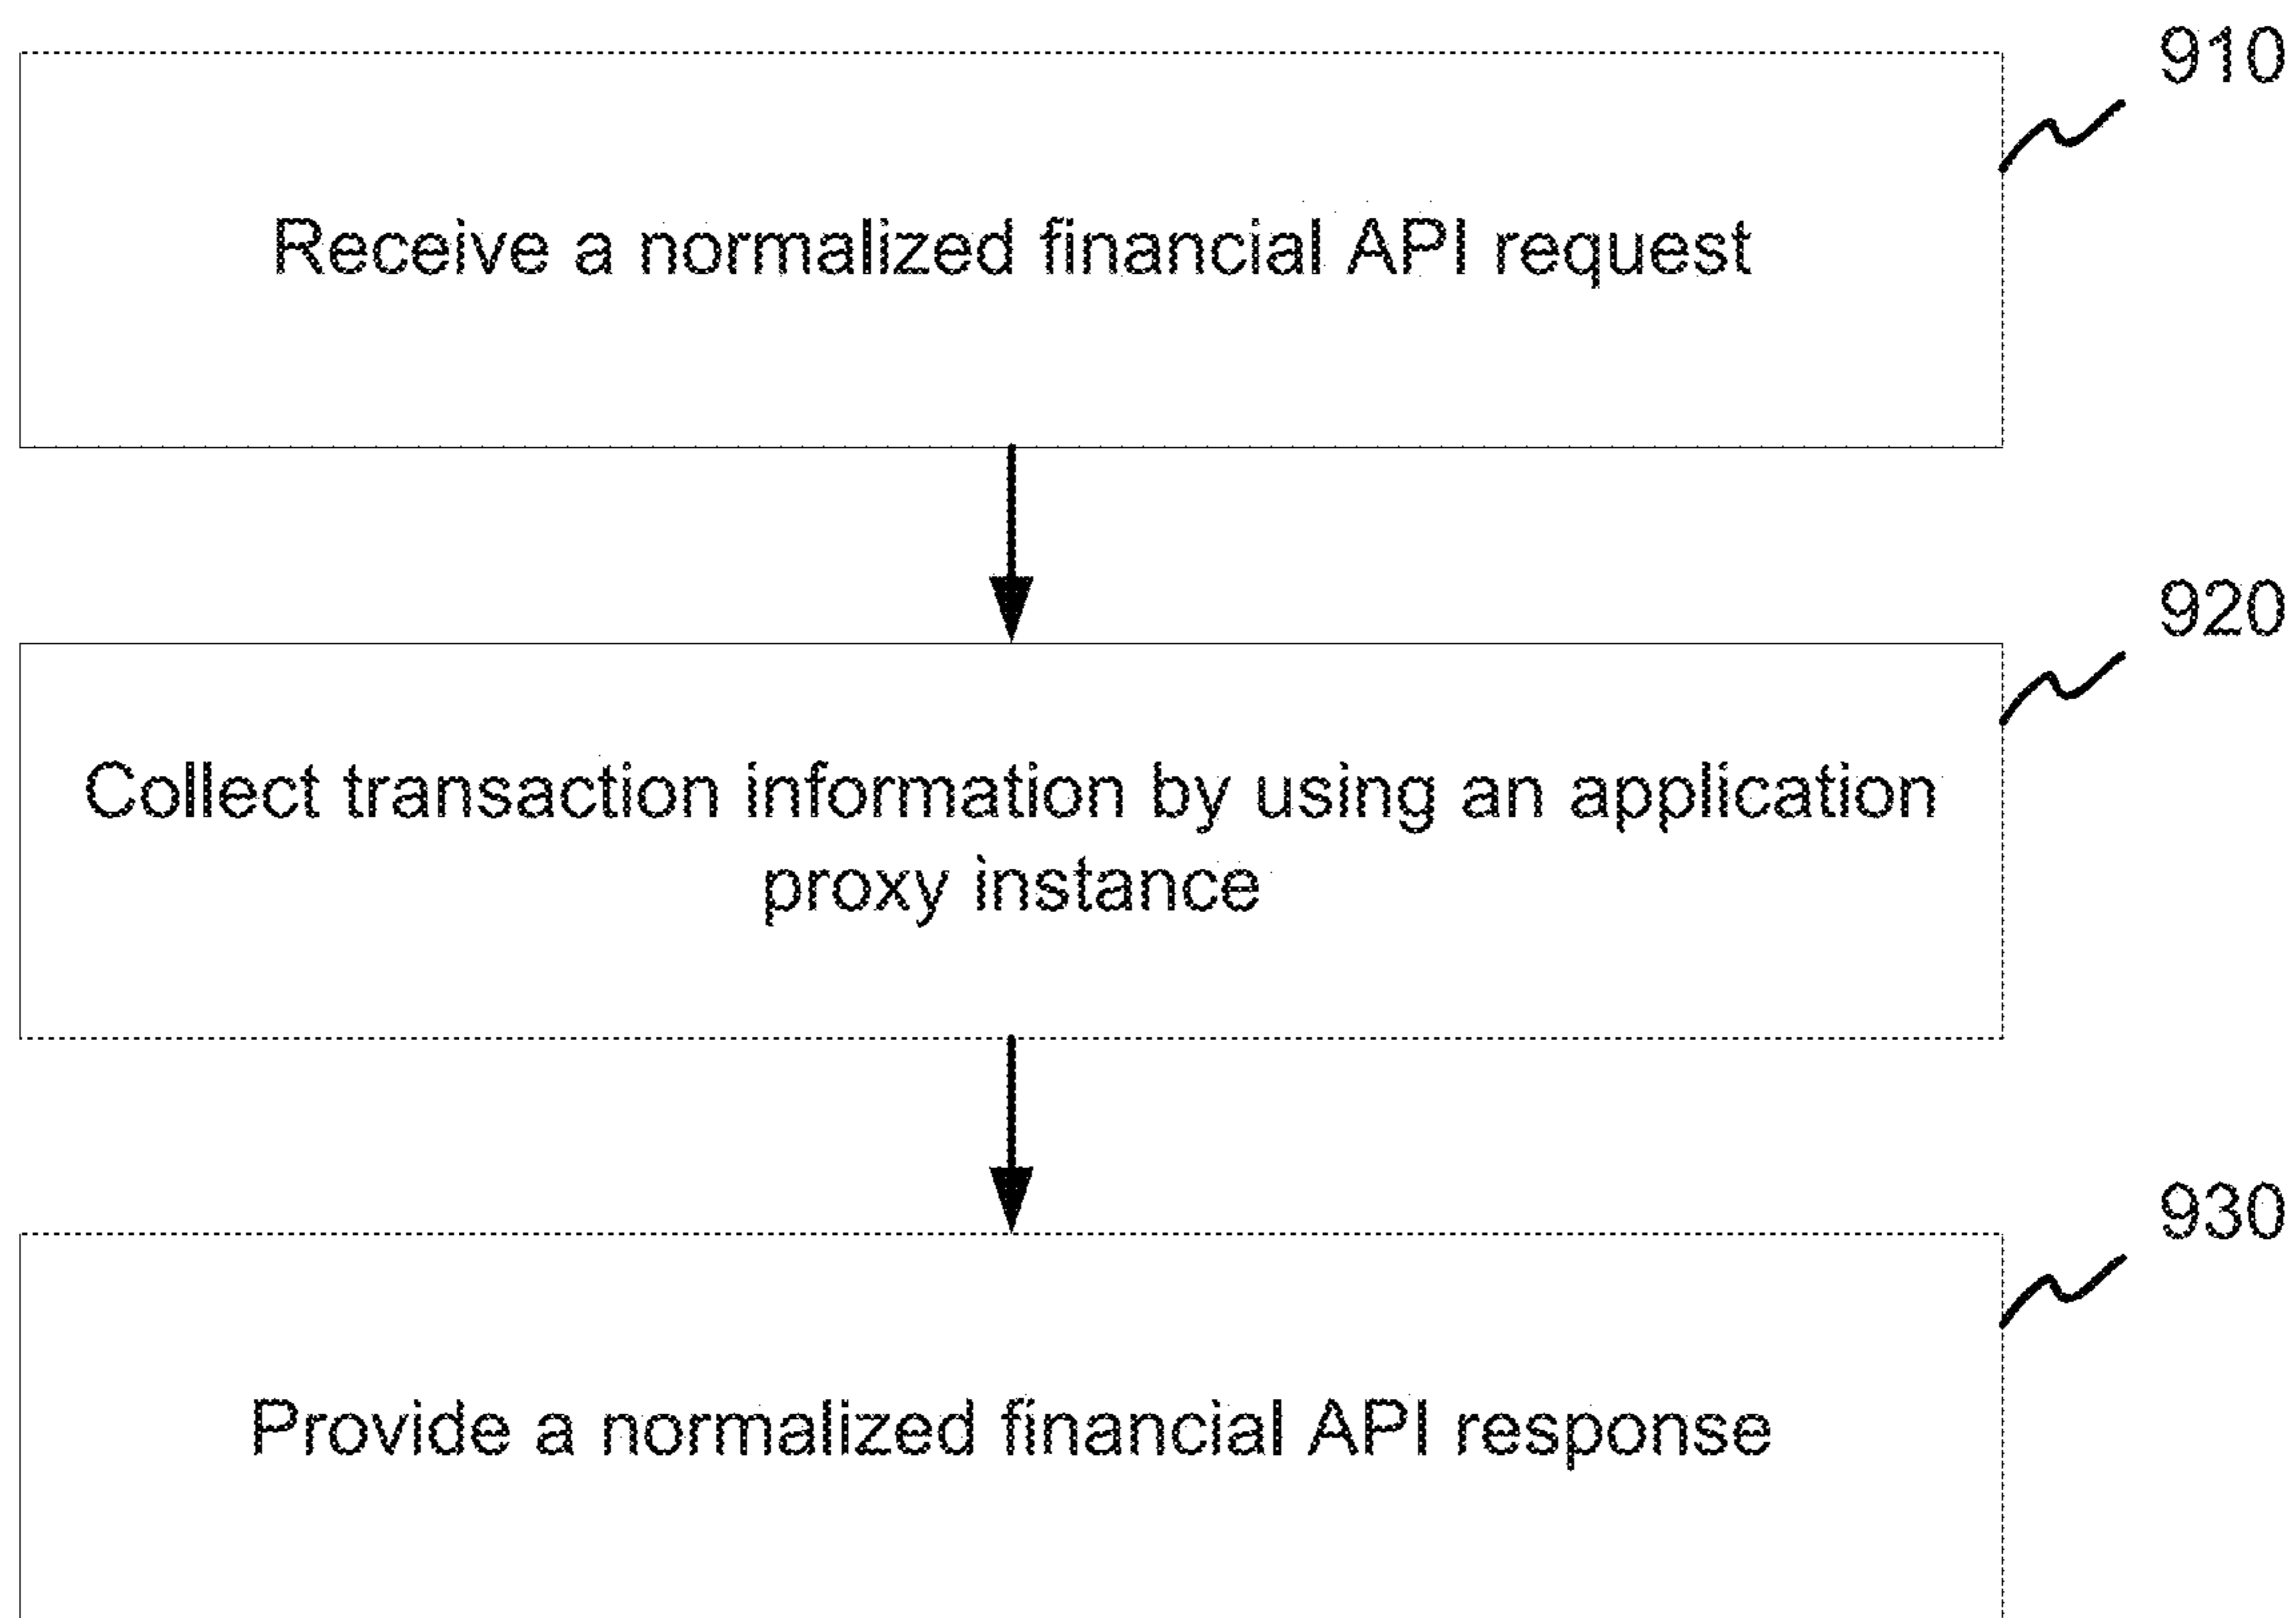 910
Receive a normalized financial API request
920
Collect transaction information by using an application
proxy instance
930
Provide a normalized financial API response